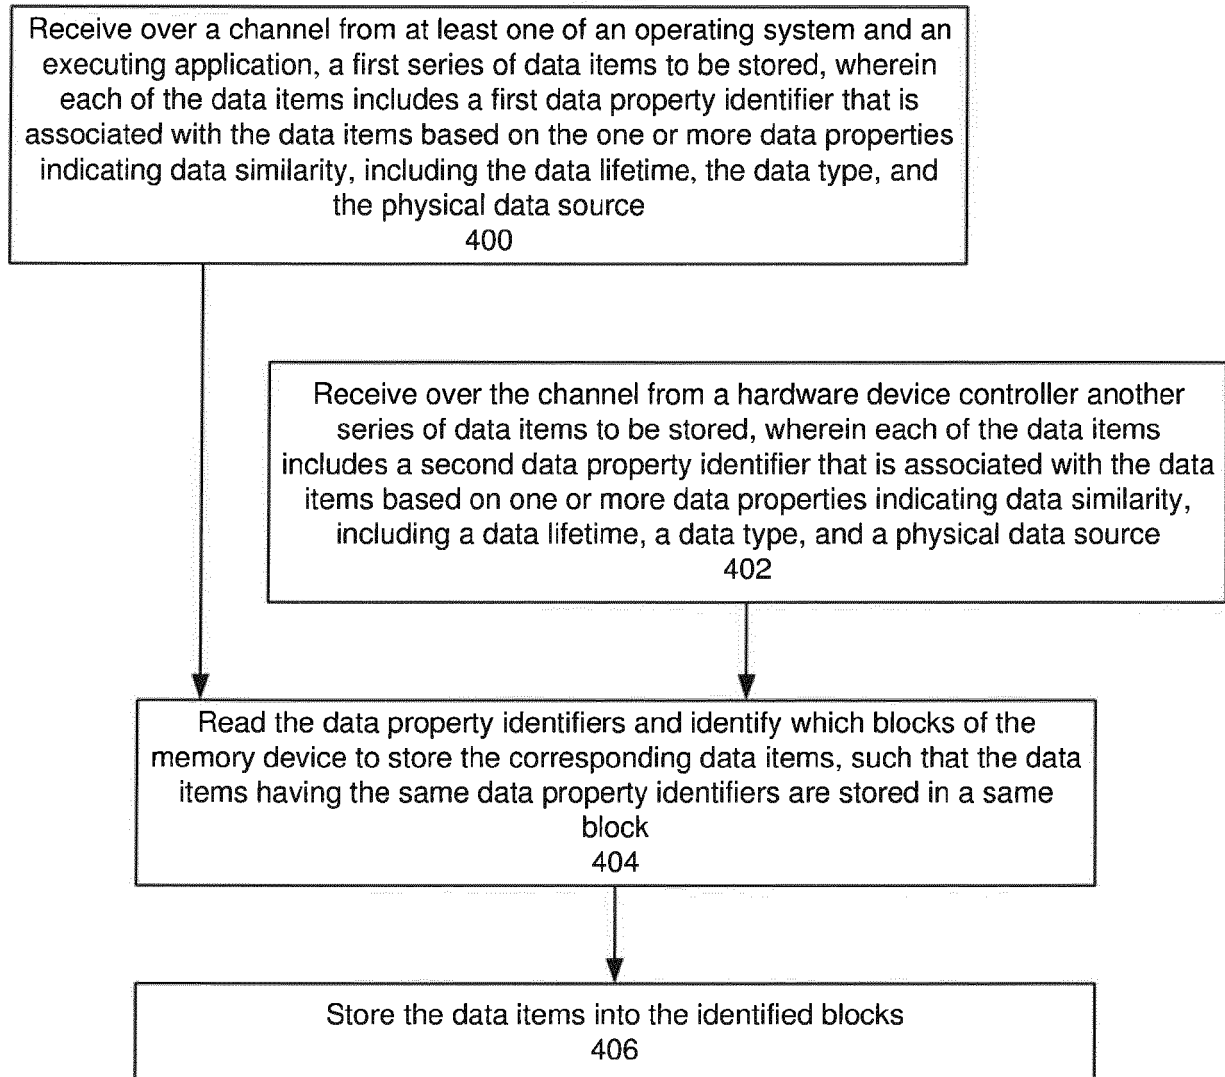 Receive over a channel from at least one of an operating system and an
executing application, a first series of data items to be stored, wherein
each of the data items includes a first data property identifier that is
associated with the data items based on the one or more data properties
indicating data similarity, including the data lifetime, the data type, and
the physical data source
400
Receive over the channel from a hardware device controller another
series of data items to be stored, wherein each of the data items
includes a second data property identifier that is associated with the data
items based on one or more data properties indicating data similarity,
including a data lifetime, a data type, and a physical data source
402
Read the data property identifiers and identify which blocks of the
memory device to store the corresponding data items, such that the data
items having the same data property identifiers are stored in a same
block
404
Store the data items into the identified blocks
406